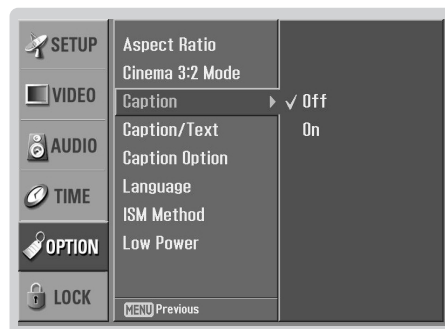 SETUP
VIDEO
AUDIO
TIME
OPTION
LOCK
Aspect Ratio
Cinema 3:2 Mode
Caption
Caption/Text
Caption Option
Language
ISM Method
Low Power
MENU Previous
✓ Off
On